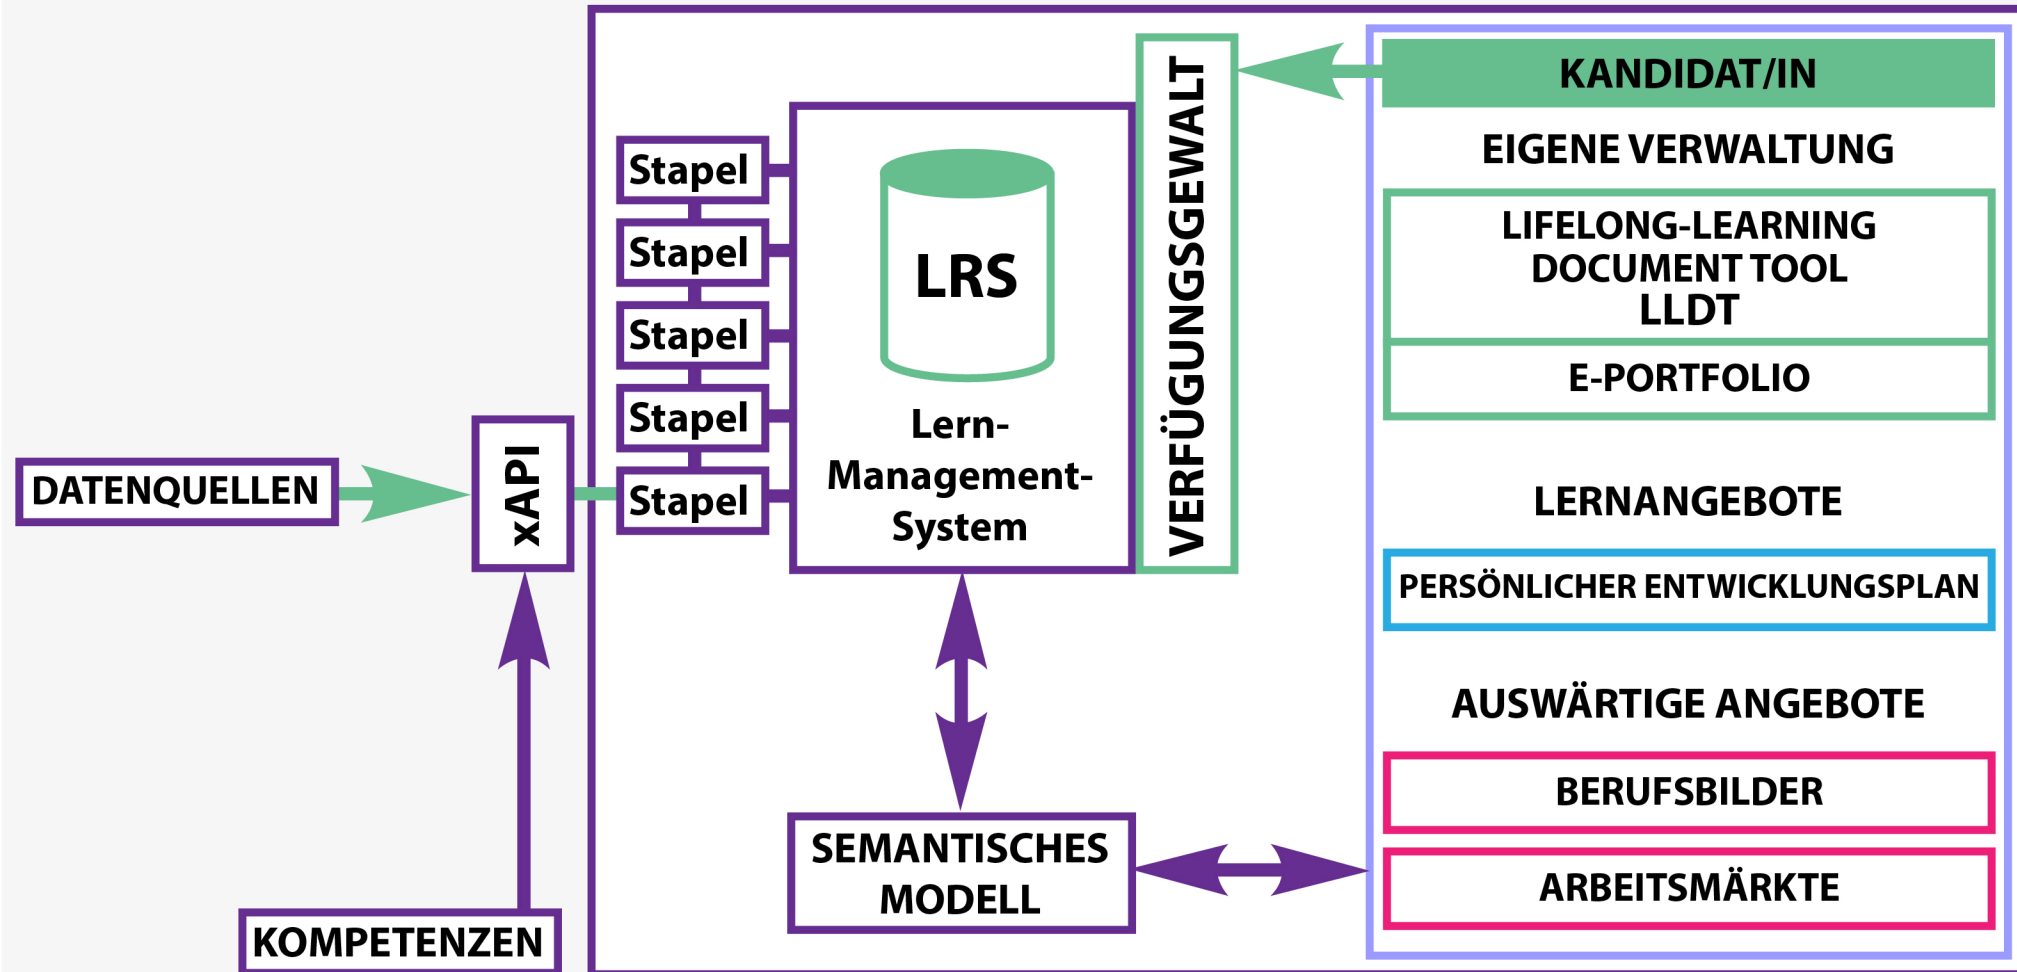 DATENQUELLEN
xAPI
KOMPETENZEN
Stapel
Stapel
Stapel
Stapel
Stapel
LRS
Lern-
Management-
System
VERFÜGUNGSGEWALT
SEMANTISCHES
MODELL
KANDIDAT/IN
EIGENE VERWALTUNG
LIFELONG-LEARNING
DOCUMENT TOOL
LLDT
E-PORTFOLIO
LERNANGEBOTE
PERSÖNLICHER ENTWICKLUNGSPLAN
AUSWÄRTIGE ANGEBOTE
BERUFSBILDER
ARBEITSMÄRKTE